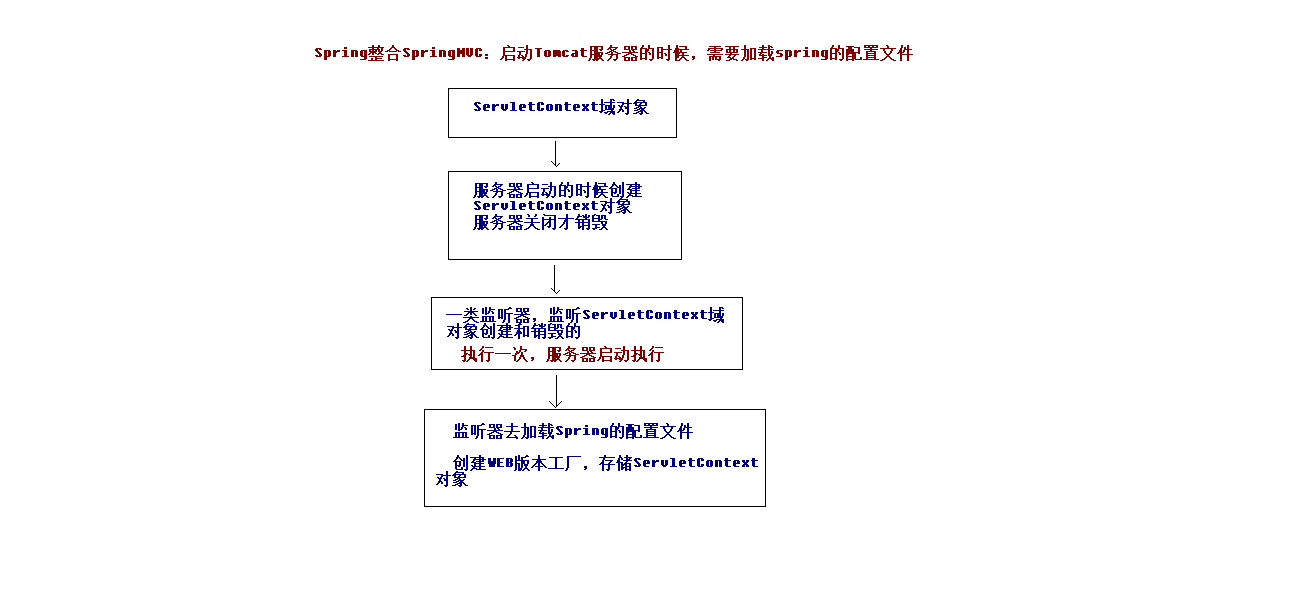 Spring整合SpringMVC：启动Tomcat服务器的时候，需要加载spring的配置文件
ServletContext域对象
服务器启动的时候创建
ServletContext对象
服务器关闭才销毁
一类监听器，监听ServletContext域
对象创建和销毁的
执行一次，服务器启动执行
监听器去加载Spring的配置文件
创建WEB版本工厂，存储ServletContext
对象